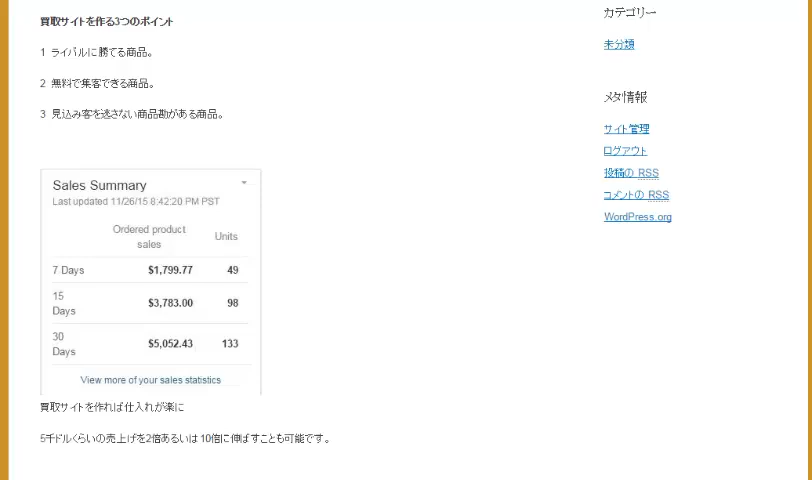 買取サイトを作る3つのポイント
1 ライバルに勝てる商品。
2 無料で集客できる商品。
3 見込み客を逃さない商品勘がある商品。
Sales Summary
Last updated 11/26/15 8:42:20 PM PST
Ordered product sales Units
7 Days $1,799.77 49
15 Days $3,783.00 98
30 Days $5,052.43 133
View more of your sales statistics
買取サイトを作れば仕入れが楽に
5千ドルくらいの売上げを2倍あるいは10倍に伸ばすことも可能です。
カテゴリー
未分類
メタ情報
サイト管理
ログアウト
投稿の RSS
コメントの RSS
WordPress.org